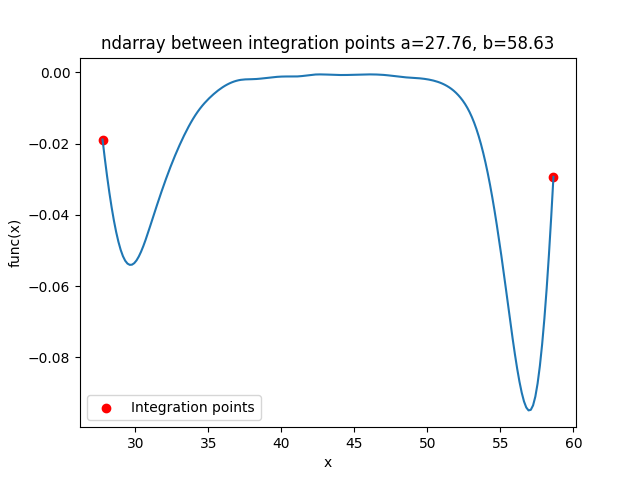 ndarray between integration points a=27.76, b=58.63
0.00
−0.02
−0.04
−0.06
−0.08
func(x)
Integration points
30 35 40 45 50 55 60
x